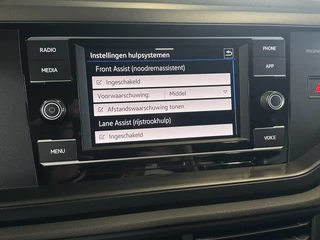 RADIO
MEDIA
MENU
Instellingen hulpsystemen
Front Assist (noodremassistent)
Ingeschakeld
Voorwaarschuwing: Middel
Afstandswaarschuwing tonen
Lane Assist (rijstrookhulp)
Ingeschakeld
PHONE
APP
VOICE